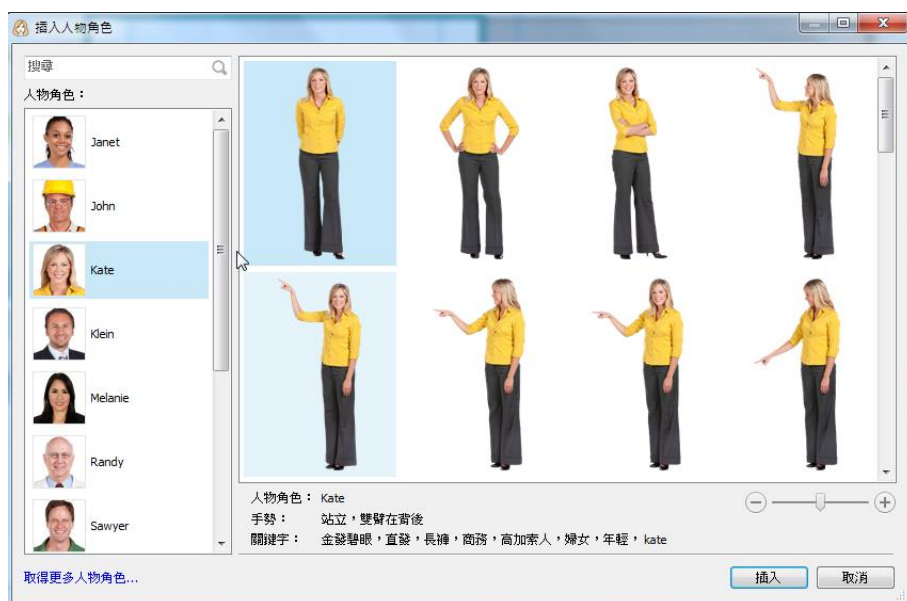 插入人物角色
搜尋
人物角色：
Janet
John
Kate
Klein
Melanie
Randy
Sawyer
人物角色： Kate
手勢： 站立，雙臂在背後
關鍵字： 金發碧眼，直發，長褲，商務，高加索人，婦女，年輕，kate
取得更多人物角色...
插入
取消